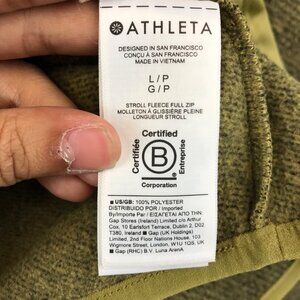 ATHLETA
DESIGNED IN SAN FRANCISCO
CONÇU À SAN FRANCISCO
MADE IN VIETNAM
L/P
G/P
STROLL FLEECE FULL ZIP
MOLLETON À GLISSIÈRE PLEINE
LONGUEUR STROLL
Certified
Certifiée
B
Entreprise
Corporation
US/GB: 100% POLYESTER
DISTRIBUIDO POR / Imported
By/Importe Par / ΕΙΣΑΓΕΤΑΙ ΑΠΟ ΤΗΝ:
Gap Stores (Ireland) Limited c/o Arthur
Cox, 10 Earlsfort Terrace, Dublin 2, D02
T380, Ireland Gap (UK Holdings)
Limited, 2nd Floor Nations House, 103
Wigmore Street, London, W1U 1QS, UK
Gap (RHC) B.V. Luna ArenA